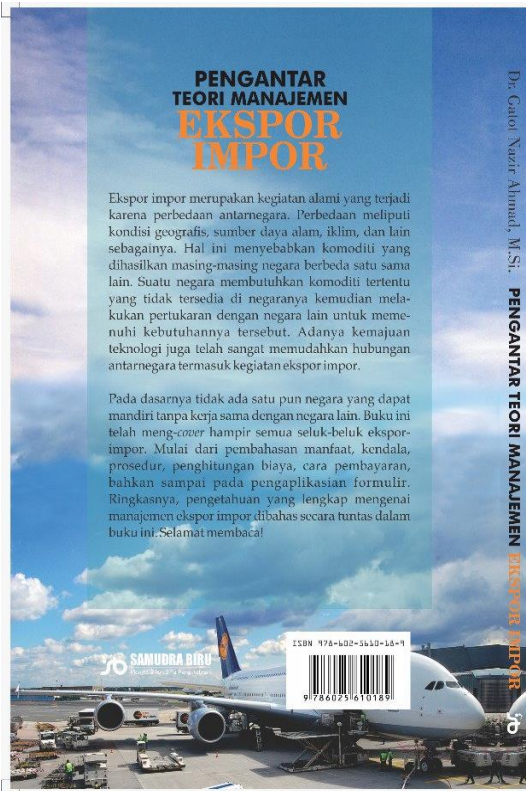 PENGANTAR
TEORI MANAJEMEN
EKSPOR
IMPOR
Ekspor impor merupakan kegiatan alami yang terjadi
karena perbedaan antarnegara. Perbedaan meliputi
kondisi geografis, sumber daya alam, iklim, dan lain
sebagainya. Hal ini menyebabkan komoditi yang
dihasilkan masing-masing negara berbeda satu sama
lain. Suatu negara membutuhkan komoditi tertentu
yang tidak tersedia di negaranya kemudian mela-
kukan pertukaran dengan negara lain untuk meme-
nuhi kebutuhannya tersebut. Adanya kemajuan
teknologi juga telah sangat memudahkan hubungan
antarnegara termasuk kegiatan ekspor impor.
Pada dasarnya tidak ada satu pun negara yang dapat
mandiri tanpa kerja sama dengan negara lain. Buku ini
telah meng-cover hampir semua seluk-beluk ekspor-
impor. Mulai dari pembahasan manfaat, kendala,
prosedur, penghitungan biaya, cara pembayaran,
bahkan sampai pada pengaplikasian formulir.
Ringkasnya, pengetahuan yang lengkap mengenai
manajemen ekspor impor dibahas secara tuntas dalam
buku ini. Selamat membaca!
SAMUDRA BIRU
ISBN 978-602-5610-18-9
9 786025 610189
Dr. Gatot Nazir Ahmad, M.Si. PENGANTAR TEORI MANAJEMEN EKSPOR IMPOR